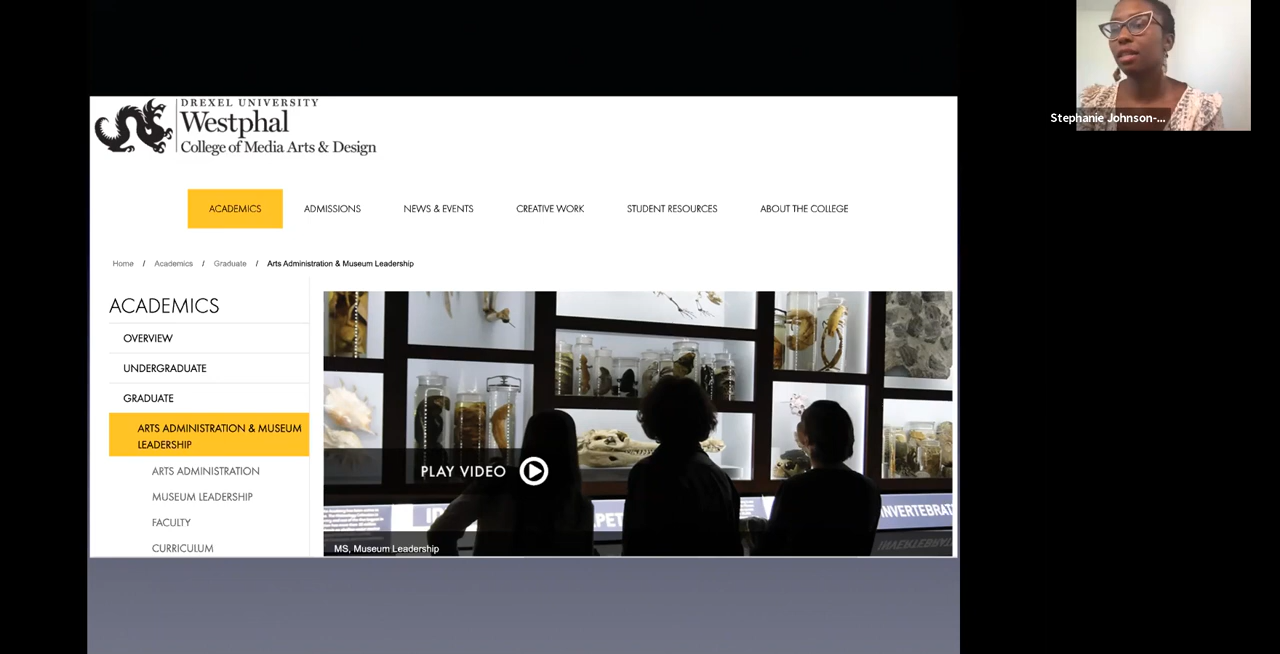 DREXEL UNIVERSITY
Westphal
College of Media Arts & Design
Stephanie Johnson-...
ACADEMICS
ADMISSIONS
NEWS & EVENTS
CREATIVE WORK
STUDENT RESOURCES
ABOUT THE COLLEGE
Home / Academics / Graduate / Arts Administration & Museum Leadership
ACADEMICS
OVERVIEW
UNDERGRADUATE
GRADUATE
ARTS ADMINISTRATION & MUSEUM
LEADERSHIP
ARTS ADMINISTRATION
MUSEUM LEADERSHIP
FACULTY
CURRICULUM
PLAY VIDEO
INVERTEBRAT
MS, Museum Leadership